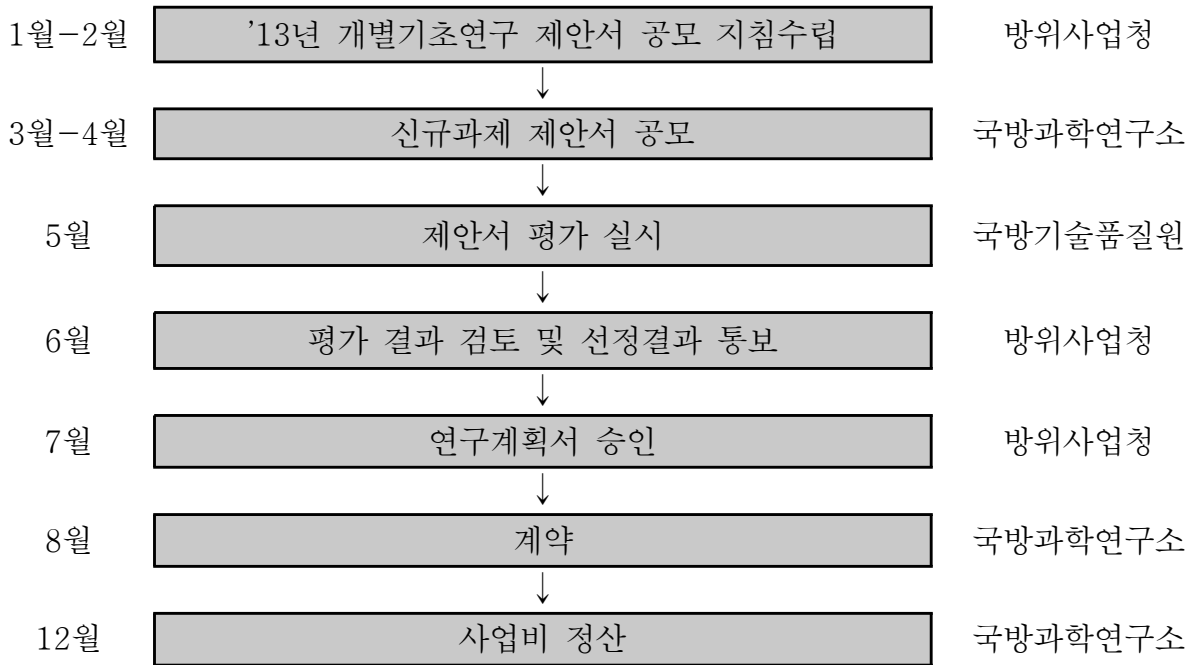 1월-2월 '13년 개별기초연구 제안서 공모 지침수립 방위사업청
↓
3월-4월 신규과제 제안서 공모 국방과학연구소
↓
5월 제안서 평가 실시 국방기술품질원
↓
6월 평가 결과 검토 및 선정결과 통보 방위사업청
↓
7월 연구계획서 승인 방위사업청
↓
8월 계약 국방과학연구소
↓
12월 사업비 정산 국방과학연구소